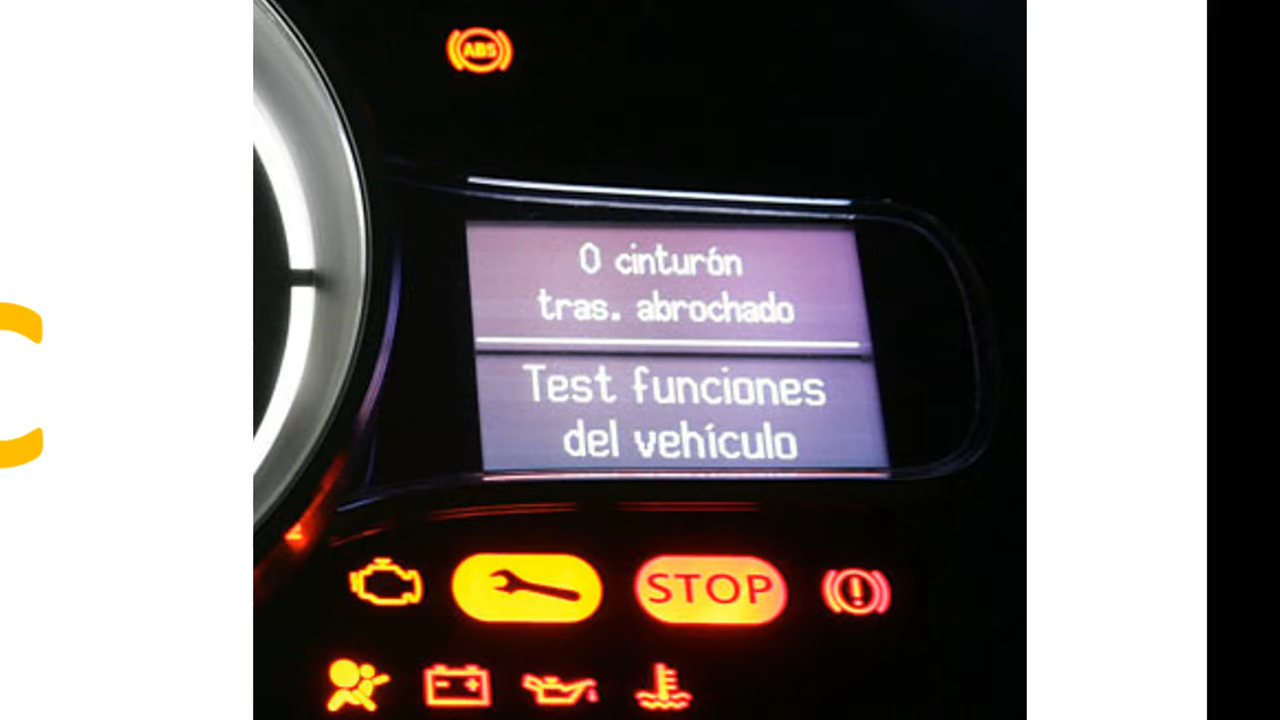 ABS
0 cinturón
tras. abrochado
Test funciones
del vehículo
STOP